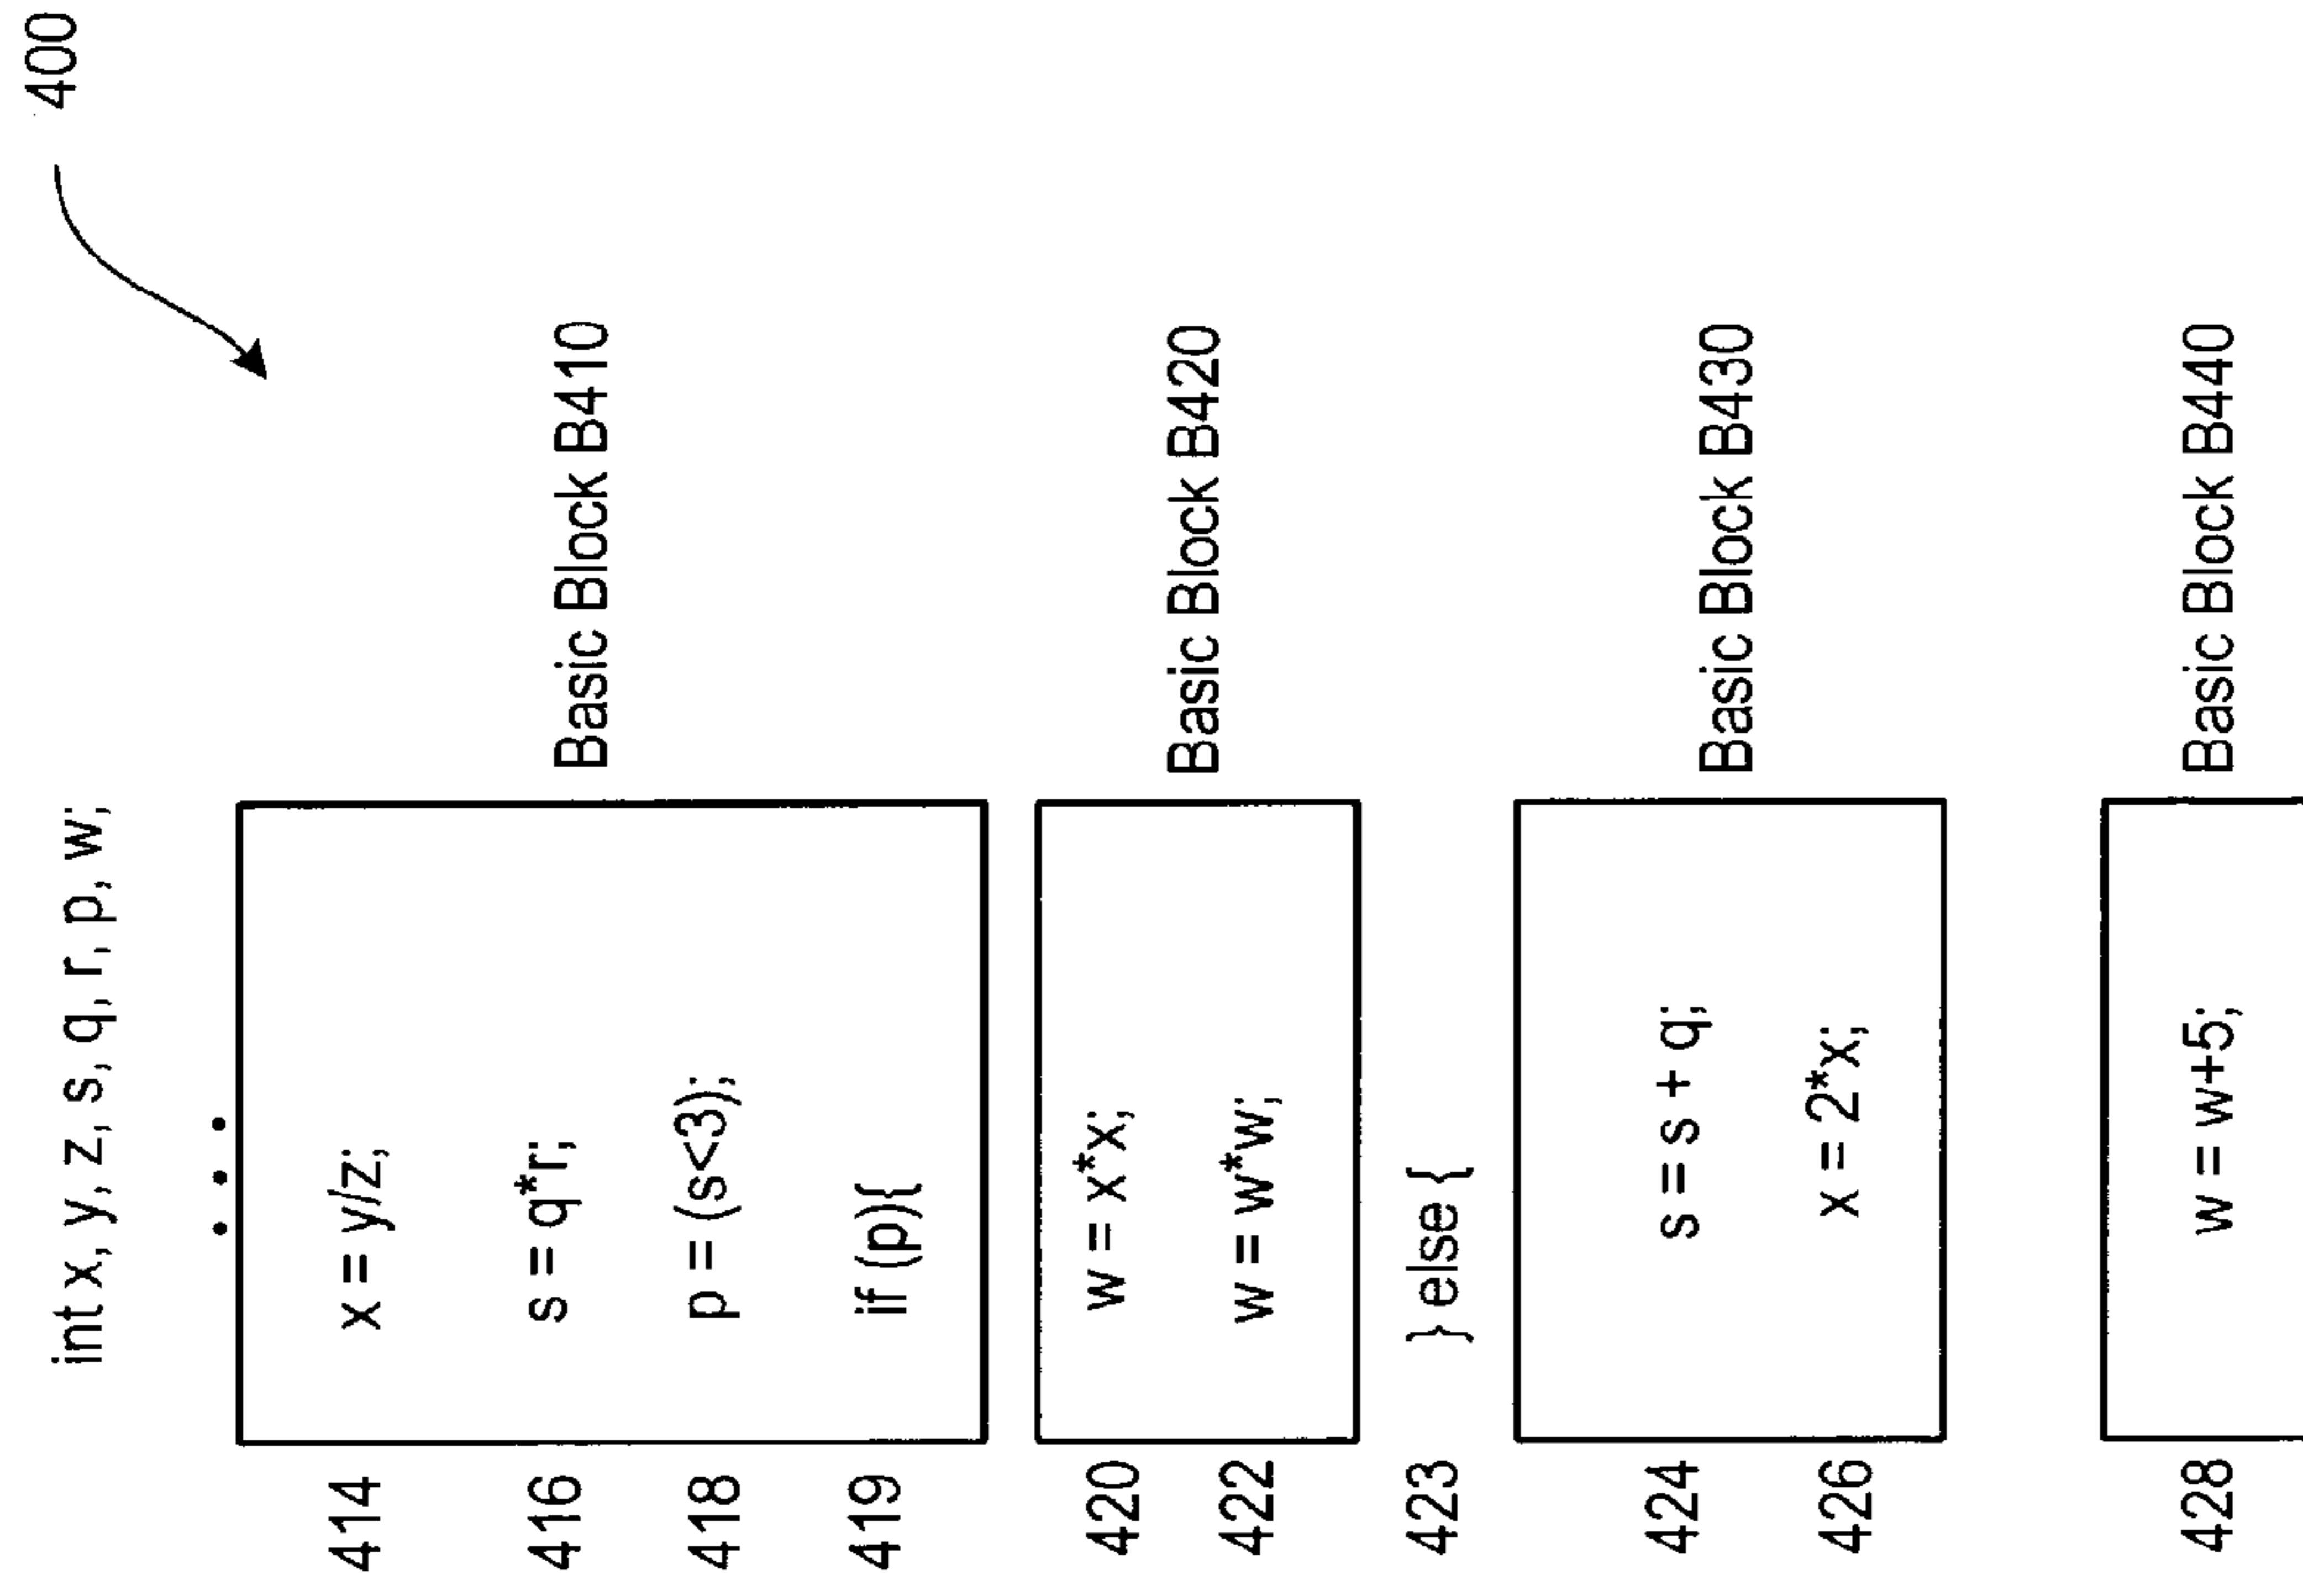 400
int x, y, z, s, q, r, p, w;
. . .
414 x = y/z;
416 s = q*r;
Basic Block B410
418 p = (s<3);
419 if (p){
420 w = x*x;
Basic Block B420
422 w = w*w;
423 } else {
424 s = s + q;
Basic Block B430
426 x = 2*x;
428 w = w+5;
Basic Block B440